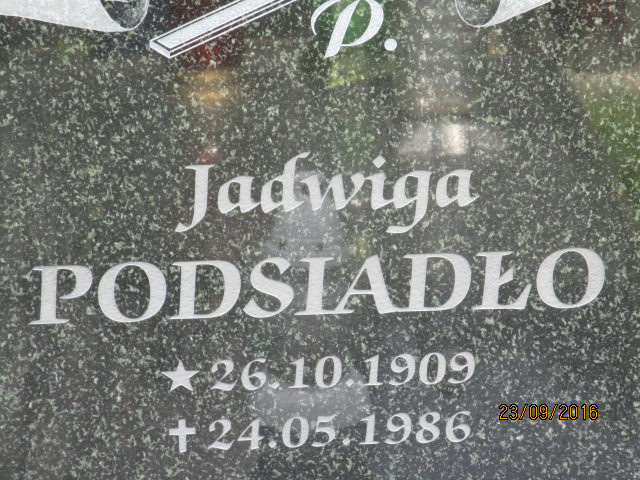 P.
Jadwiga
PODSIADŁO
★ 26.10.1909
✝ 24.05.1986
23/09/2016